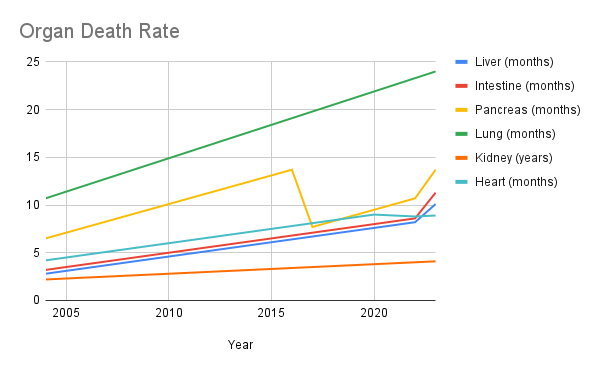 Organ Death Rate
25
20
15
10
5
0
2005 2010 2015 2020
Year
Liver (months)
Intestine (months)
Pancreas (months)
Lung (months)
Kidney (years)
Heart (months)